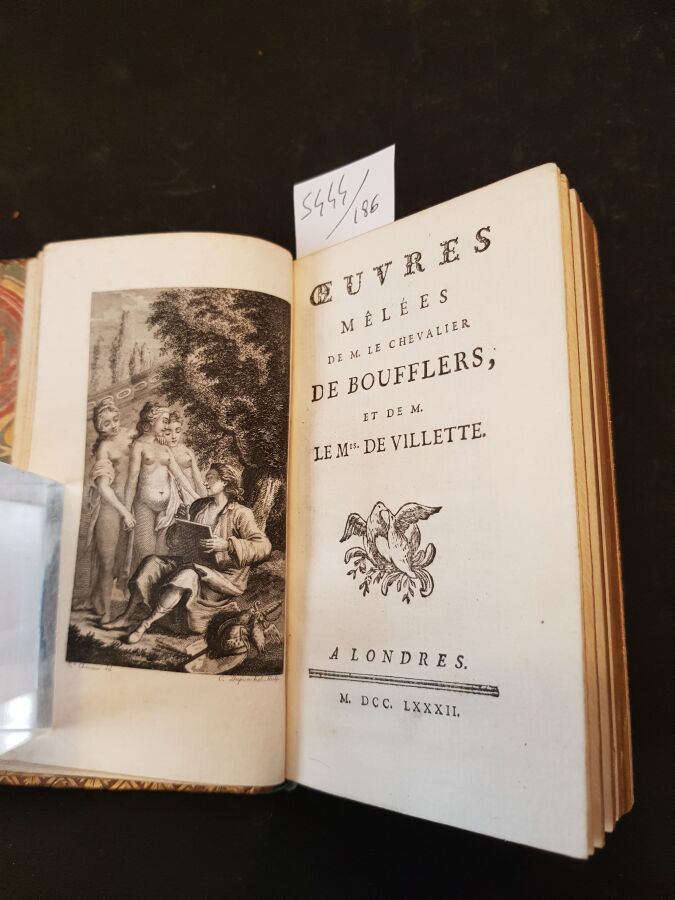 5444/186
ŒUVRES
MÊLÉES
DE M. LE CHEVALIER
DE BOUFFLERS,
ET DE M.
LE Mis. DE VILLETTE.
A LONDRES.
M. DCC. LXXXII.